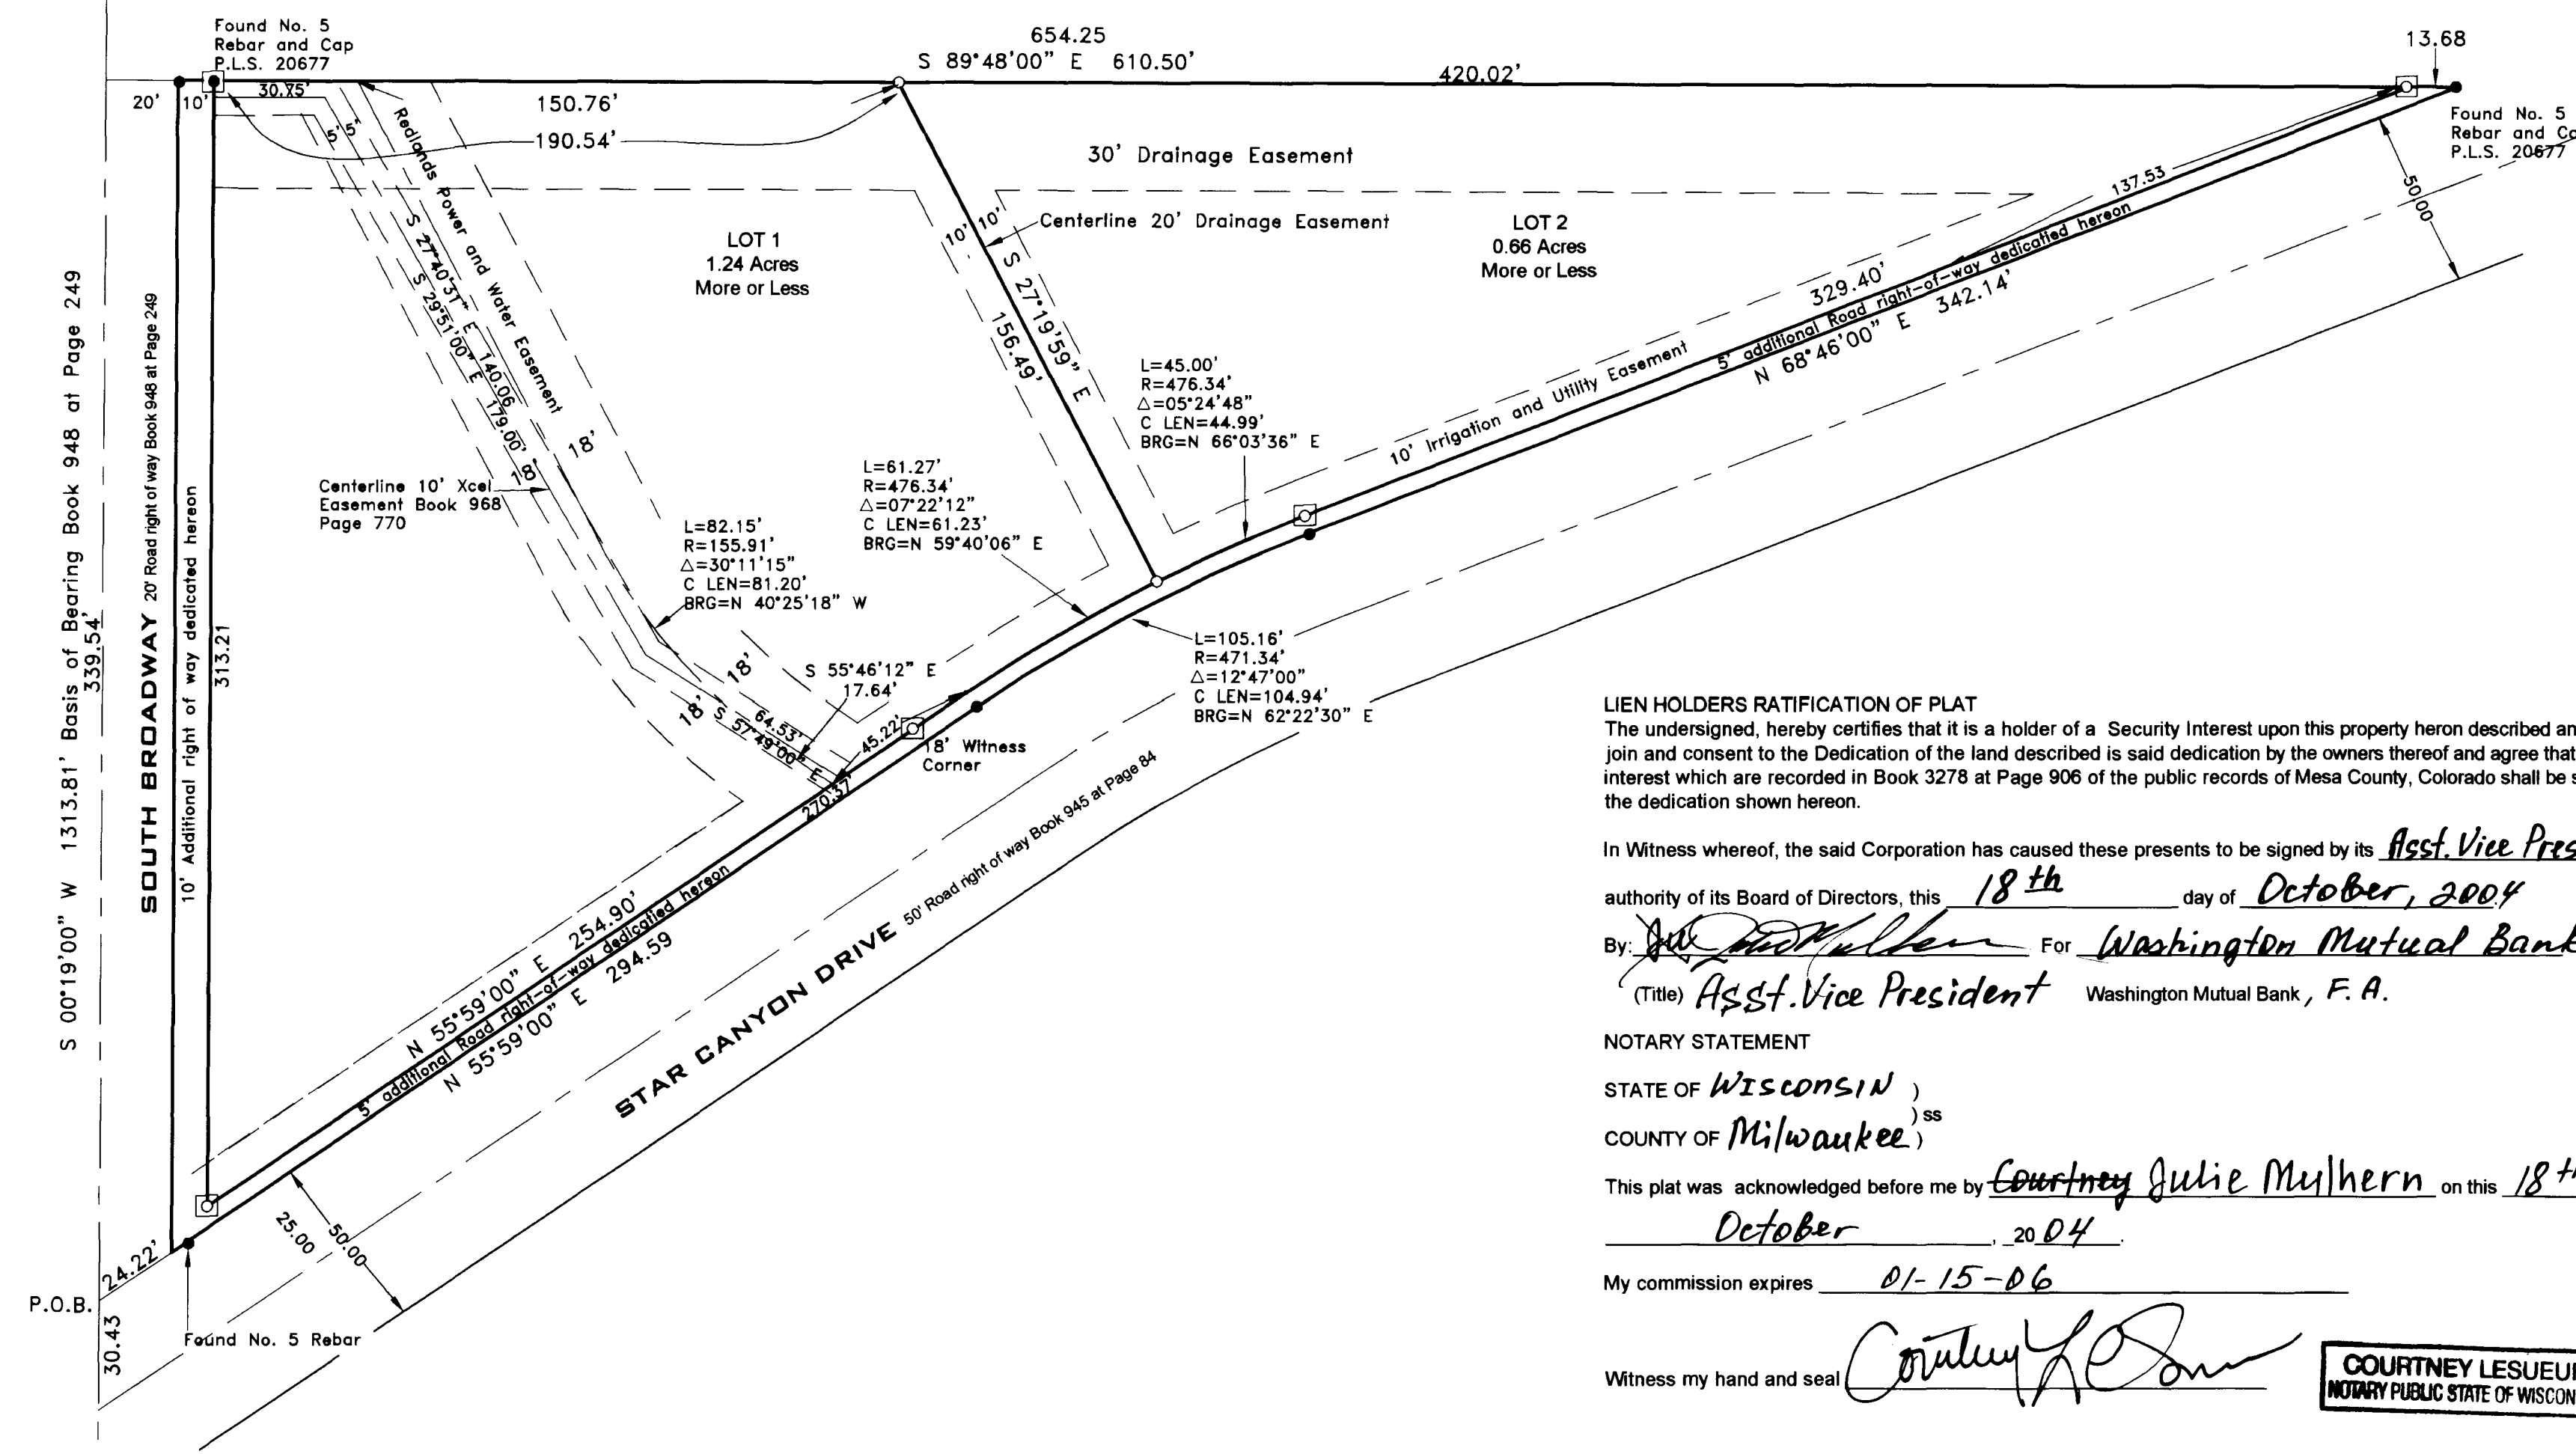 Found No. 5
Rebar and Cap
P.L.S. 20677
654.25
S 89°48'00" E 610.50'
420.02'
13.68
20'
10'
30.75'
150.76'
190.54'
5'
5'
Found No. 5
Rebar and
P.L.S. 20677
30' Drainage Easement
137.53
50.00
Redlands Power and Water Easement
10'
10'
Centerline 20' Drainage Easement
LOT 1
1.24 Acres
More or Less
LOT 2
0.66 Acres
More or Less
S 27°40'31" E 140.06
S 29°51'00" E 179.00'
S 27°19'59" E
156.49'
329.40'
5' additional Road right-of-way dedicatied hereon
N 68°46'00" E 342.14'
10' Irrigation and Utility Easement
L=45.00'
R=476.34'
△=05°24'48"
C LEN=44.99'
BRG=N 66°03'36" E
18'
18'
Centerline 10' Xcel
Easement Book 968
Page 770
L=61.27'
R=476.34'
△=07°22'12"
C LEN=61.23'
BRG=N 59°40'06" E
L=82.15'
R=155.91'
△=30°11'15"
C LEN=81.20'
BRG=N 40°25'18" W
S 00°19'00" W 1313.81' Basis of Bearing Book 948 at Page 249
339.54'
SOUTH BROADWAY 20' Road right of way Book 948 at Page 249
10' Additional right of way dedicated hereon
313.21
L=105.16'
R=471.34'
△=12°47'00"
C LEN=104.94'
BRG=N 62°22'30" E
S 55°46'12" E
17.64'
18'
18'
64.53'
S 57°49'00" E
45.22'
18' Witness
Corner
270.37'
N 55°59'00" E 254.90'
5' additional Road right-of-way dedicatied hereon
N 55°59'00" E 294.59
STAR CANYON DRIVE 50' Road right of way Book 945 at Page 84
25.00
50.00
24.22'
P.O.B.
30.43
Found No. 5 Rebar
LIEN HOLDERS RATIFICATION OF PLAT
The undersigned, hereby certifies that it is a holder of a Security Interest upon this property heron described
join and consent to the Dedication of the land described is said dedication by the owners thereof and agree that
interest which are recorded in Book 3278 at Page 906 of the public records of Mesa County, Colorado shall be
the dedication shown hereon.
In Witness whereof, the said Corporation has caused these presents to be signed by its Asst. Vice Pres
authority of its Board of Directors, this 18th day of October, 2004
By: For Washington Mutual Bank
(Title) Asst. Vice President Washington Mutual Bank, F. A.
NOTARY STATEMENT
STATE OF Wisconsin )
) ss
COUNTY OF Milwaukee )
This plat was acknowledged before me by Courtney Julie Mulhern on this 18th
October, 20 04.
My commission expires 01-15-06
Witness my hand and seal
COURTNEY LESUEU
NOTARY PUBLIC STATE OF WISCON